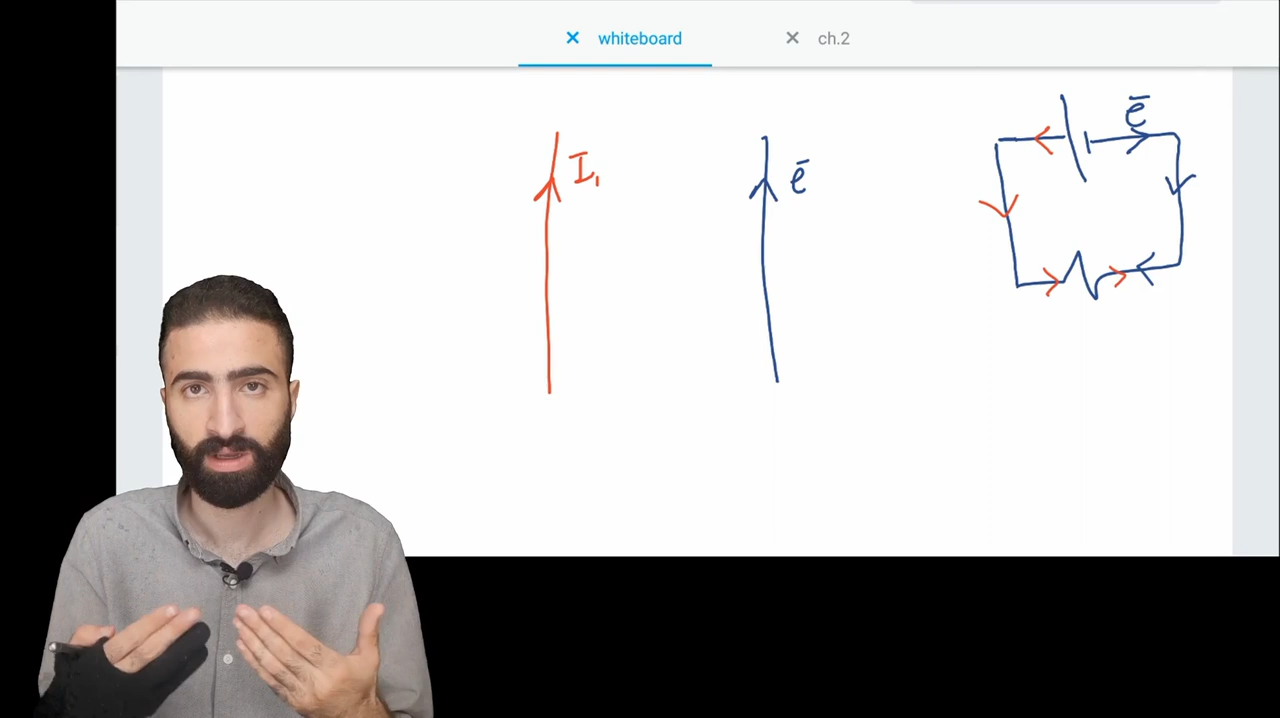 × whiteboard × ch.2
ē
I₁
ē